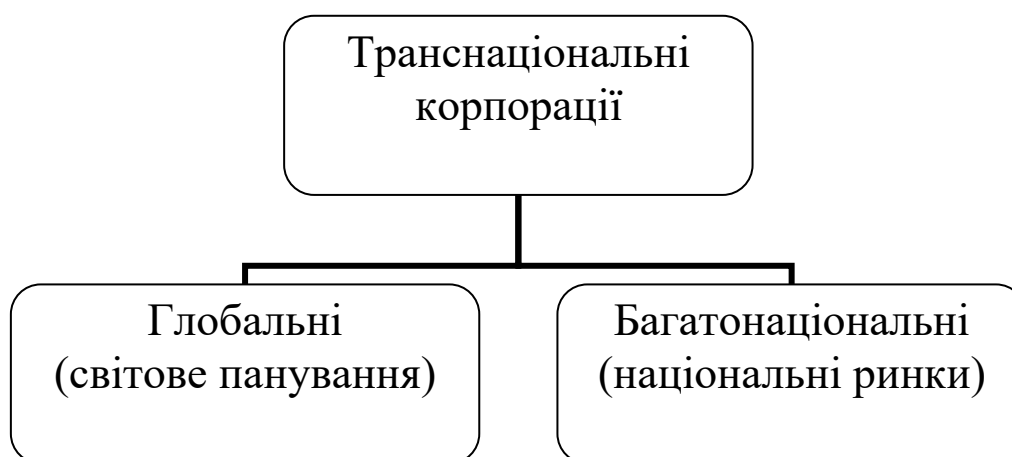 Транснаціональні
корпорації
Глобальні
(світове панування)
Багатонаціональні
(національні ринки)